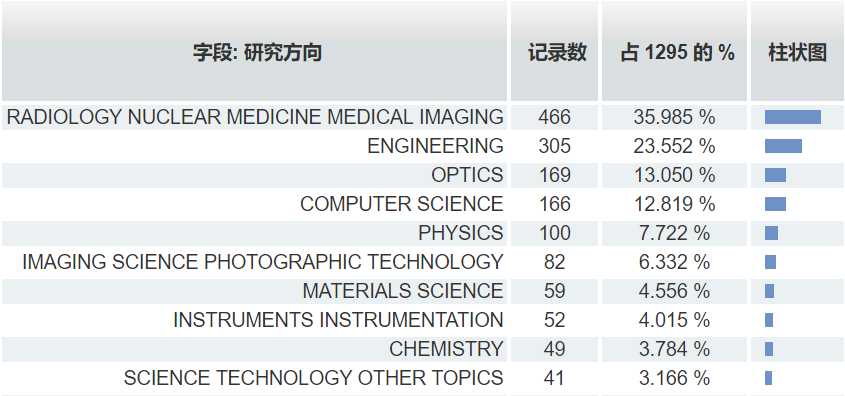 字段: 研究方向 记录数 占 1295 的 % 柱状图
RADIOLOGY NUCLEAR MEDICINE MEDICAL IMAGING 466 35.985 %
ENGINEERING 305 23.552 %
OPTICS 169 13.050 %
COMPUTER SCIENCE 166 12.819 %
PHYSICS 100 7.722 %
IMAGING SCIENCE PHOTOGRAPHIC TECHNOLOGY 82 6.332 %
MATERIALS SCIENCE 59 4.556 %
INSTRUMENTS INSTRUMENTATION 52 4.015 %
CHEMISTRY 49 3.784 %
SCIENCE TECHNOLOGY OTHER TOPICS 41 3.166 %